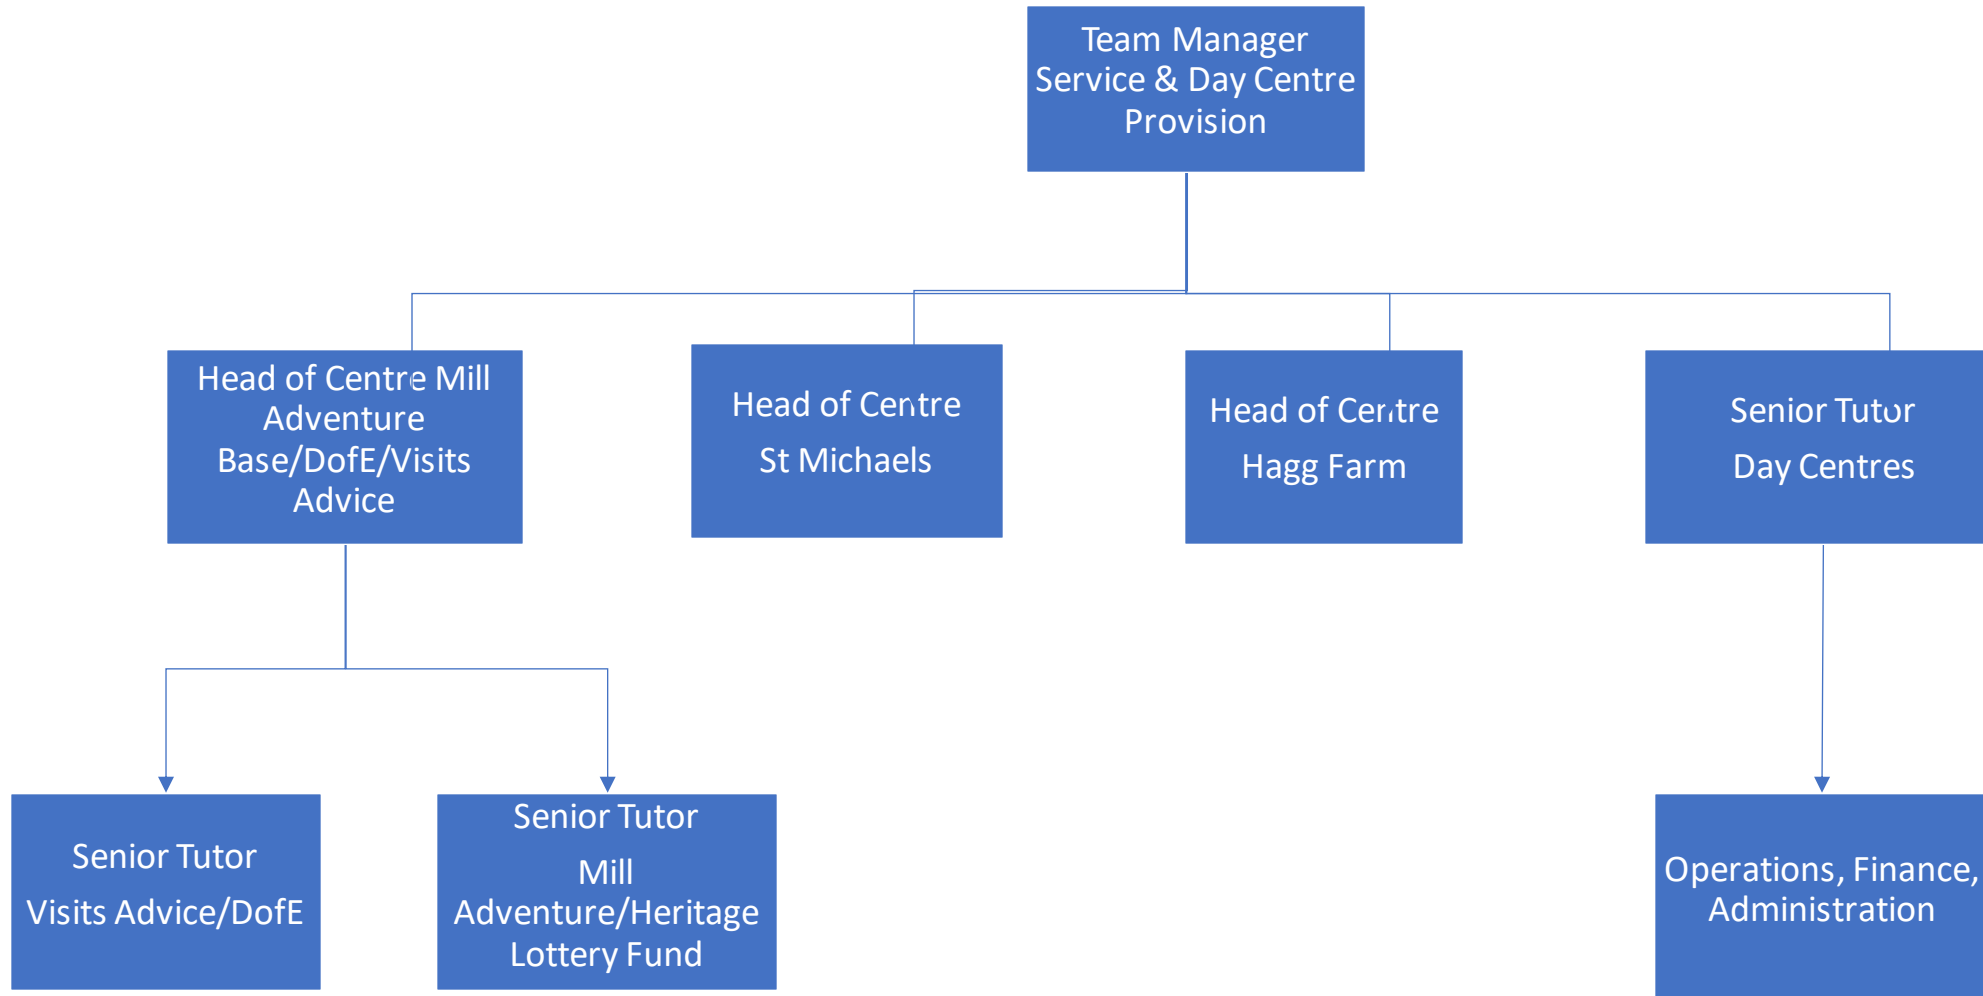 Team Manager
Service & Day Centre
Provision
Head of Centre Mill
Adventure
Base/DofE/Visits
Advice
Head of Centre
St Michaels
Head of Centre
Hagg Farm
Senior Tutor
Day Centres
Senior Tutor
Visits Advice/DofE
Senior Tutor
Mill
Adventure/Heritage
Lottery Fund
Operations, Finance,
Administration